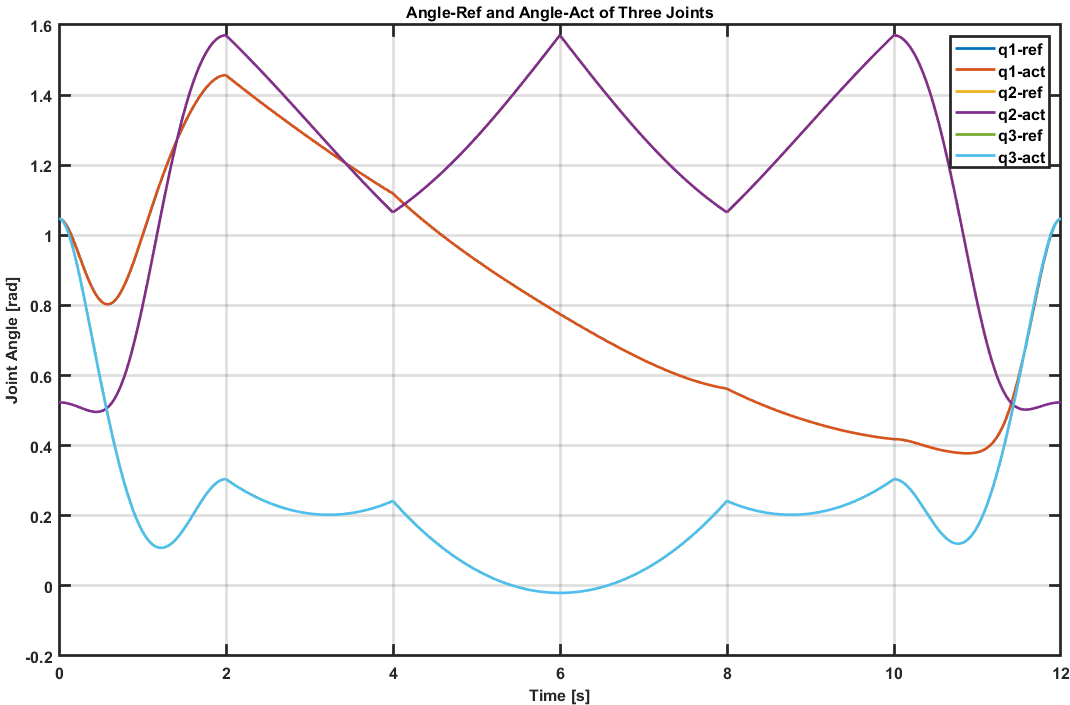 Angle-Ref and Angle-Act of Three Joints
1.6
1.4
1.2
1
0.8
0.6
0.4
0.2
0
-0.2
Joint Angle [rad]
q1-ref
q1-act
q2-ref
q2-act
q3-ref
q3-act
0 2 4 6 8 10 12
Time [s]